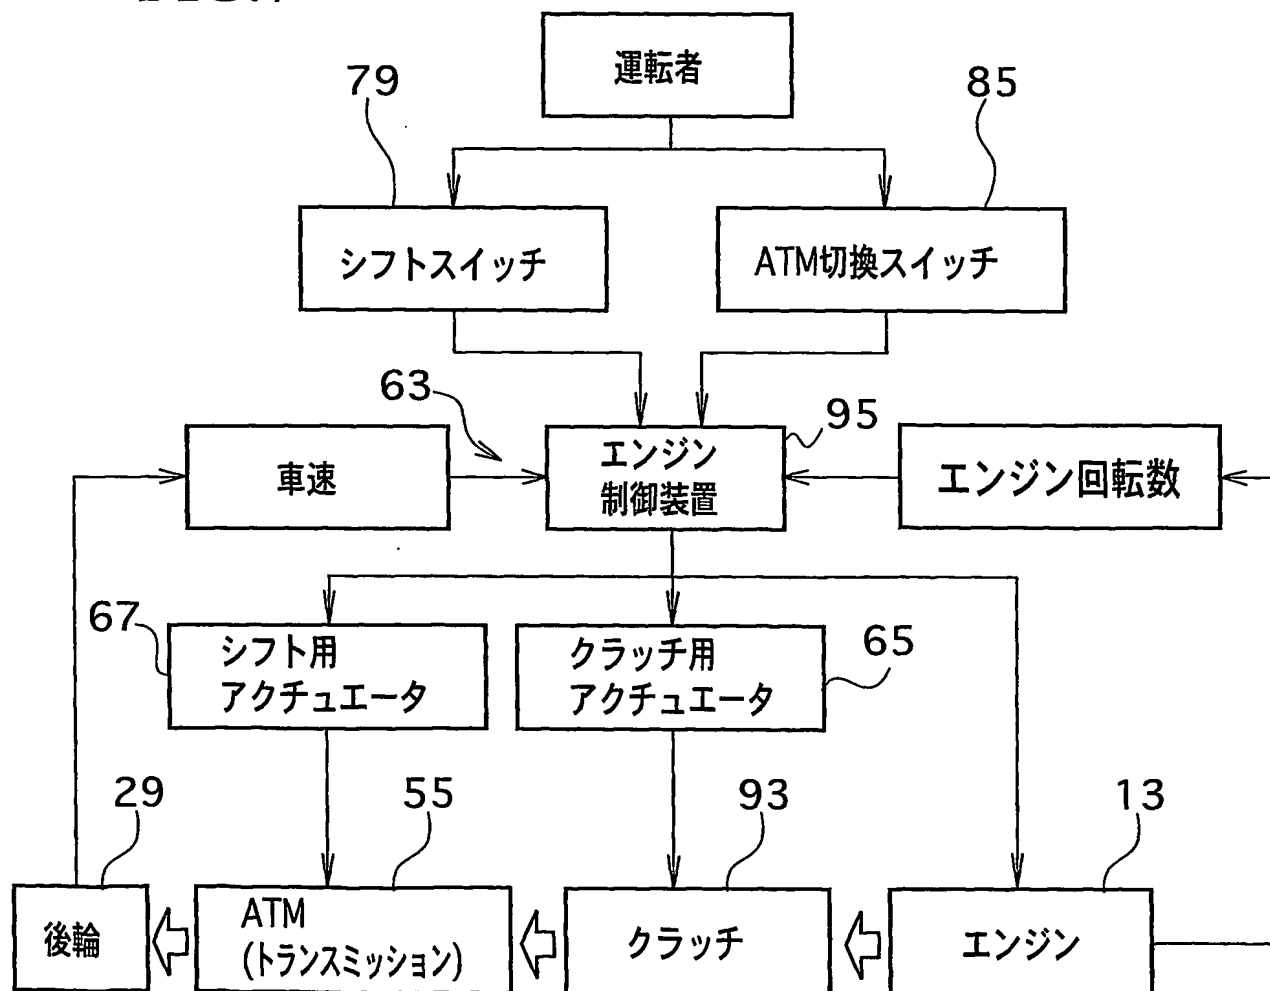 運転者
79
85
シフトスイッチ
ATM切換スイッチ
63
95
車速
エンジン
制御装置
エンジン回転数
67
シフト用
アクチュエータ
クラッチ用
アクチュエータ
65
29
55
93
13
後輪
ATM
(トランスミッション)
クラッチ
エンジン